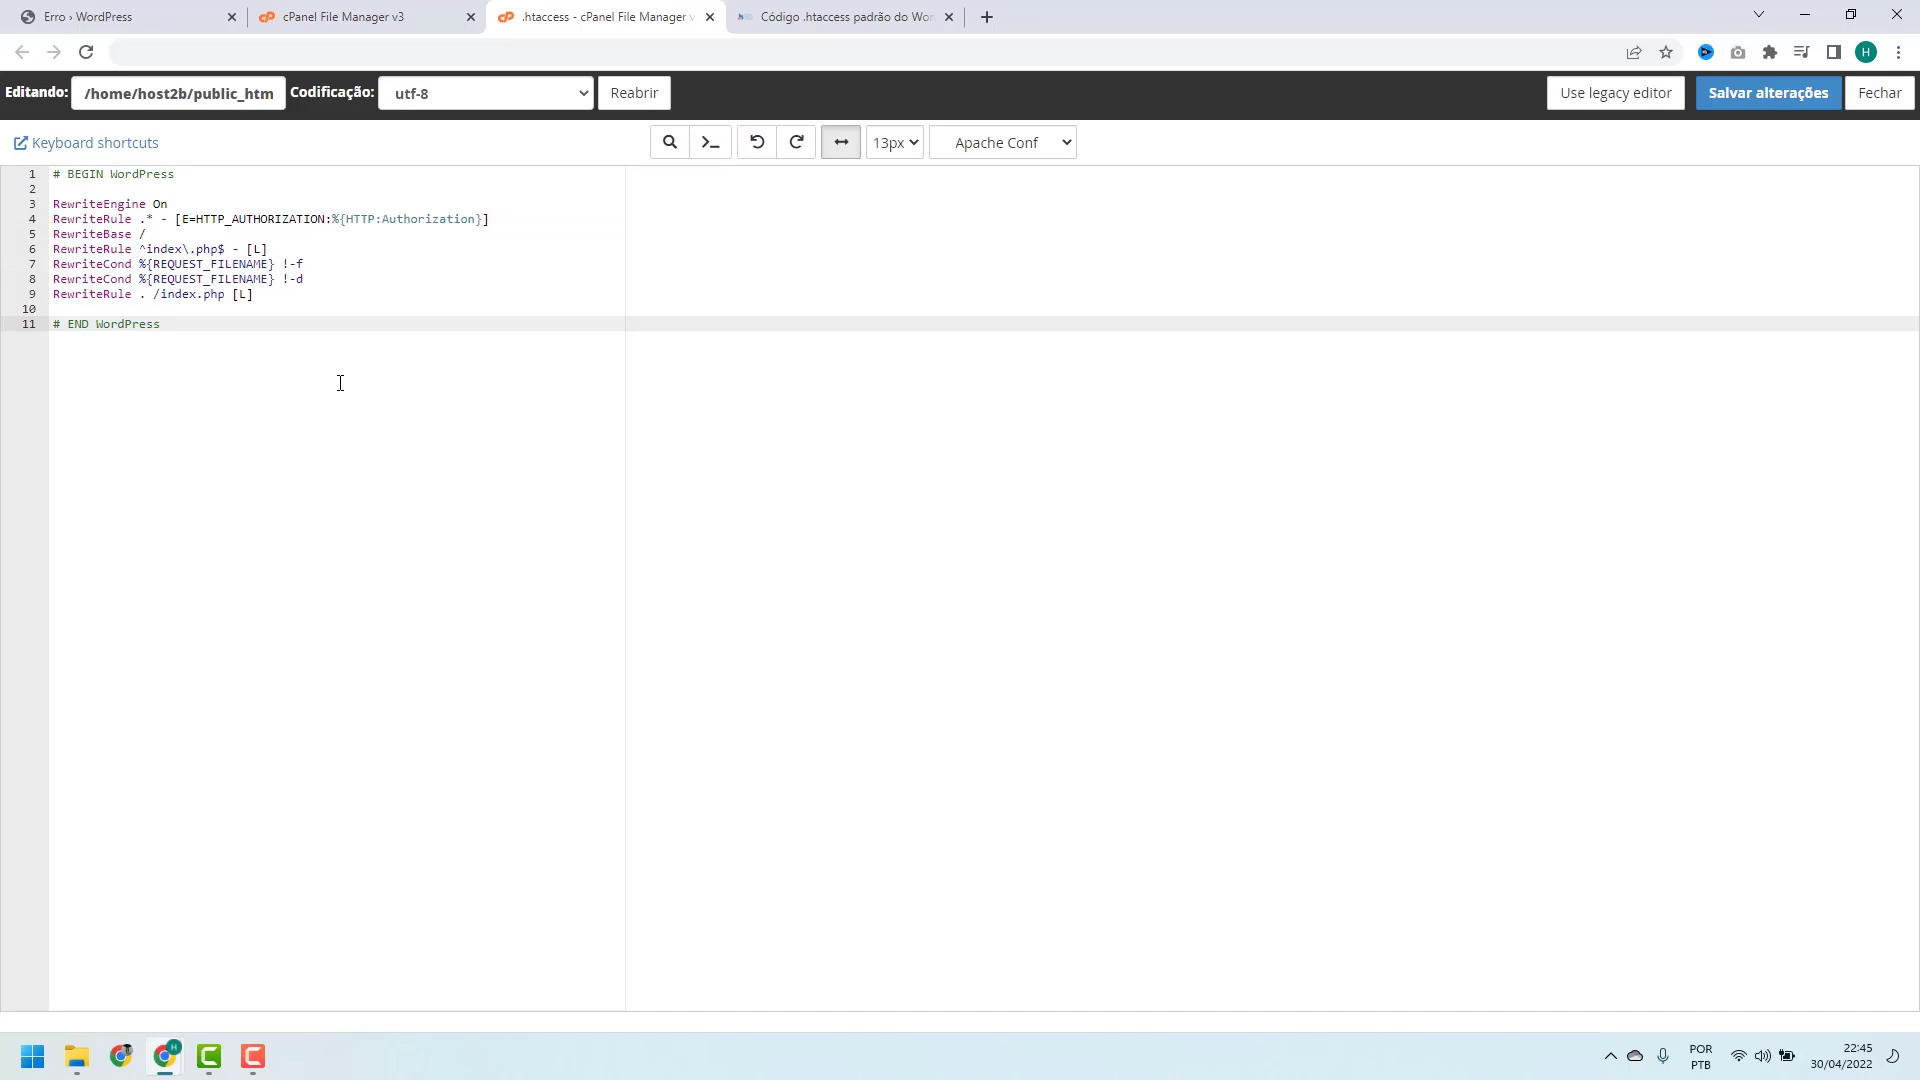 Erro › WordPress
cPanel File Manager v3
.htaccess - cPanel File Manager v
Código .htaccess padrão do Wor
H
Editando:
/home/host2b/public_htm
Codificação:
utf-8
Reabrir
Use legacy editor
Salvar alterações
Fechar
Keyboard shortcuts
13px
Apache Conf
1 # BEGIN WordPress
2
3 RewriteEngine On
4 RewriteRule .* - [E=HTTP_AUTHORIZATION:%{HTTP:Authorization}]
5 RewriteBase /
6 RewriteRule ^index\.php$ - [L]
7 RewriteCond %{REQUEST_FILENAME} !-f
8 RewriteCond %{REQUEST_FILENAME} !-d
9 RewriteRule . /index.php [L]
10
11 # END WordPress
POR
PTB
22:45
30/04/2022